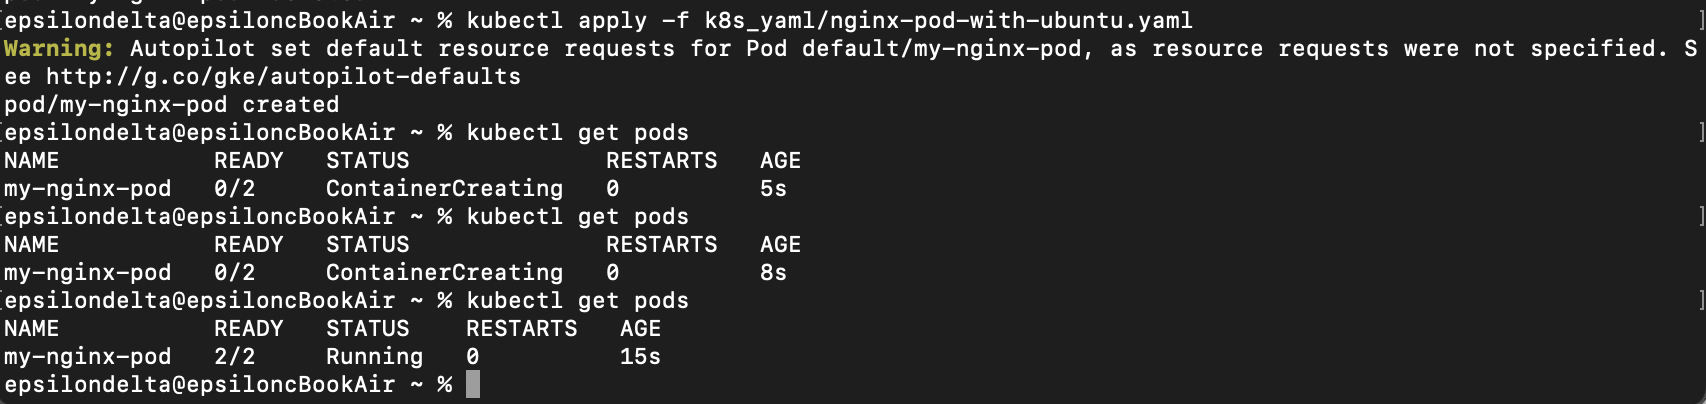 [epsilondelta@epsiloncBookAir ~ % kubectl apply -f k8s_yaml/nginx-pod-with-ubuntu.yaml ]
Warning: Autopilot set default resource requests for Pod default/my-nginx-pod, as resource requests were not specified. S
ee http://g.co/gke/autopilot-defaults
pod/my-nginx-pod created
[epsilondelta@epsiloncBookAir ~ % kubectl get pods ]
NAME READY STATUS RESTARTS AGE
my-nginx-pod 0/2 ContainerCreating 0 5s
[epsilondelta@epsiloncBookAir ~ % kubectl get pods ]
NAME READY STATUS RESTARTS AGE
my-nginx-pod 0/2 ContainerCreating 0 8s
[epsilondelta@epsiloncBookAir ~ % kubectl get pods ]
NAME READY STATUS RESTARTS AGE
my-nginx-pod 2/2 Running 0 15s
epsilondelta@epsiloncBookAir ~ %